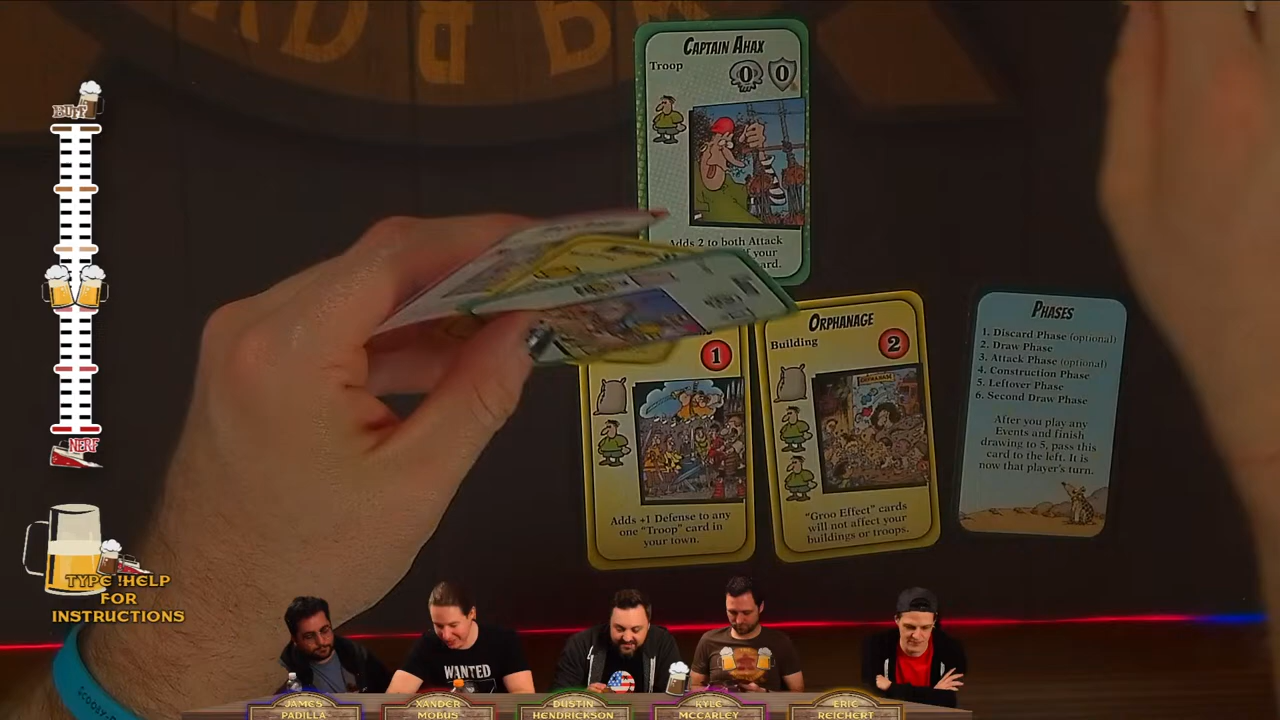 BUFF
NERF
TYPE !HELP
FOR
INSTRUCTIONS
CAPTAIN AHAX
Troop
0 0
Adds 2 to both Attack
your
card.
1
Adds +1 Defense to any
one "Troop" card in
your town.
ORPHANAGE
Building
2
"Groo Effect" cards
will not affect your
buildings or troops.
PHASES
1. Discard Phase (optional)
2. Draw Phase
3. Attack Phase (optional)
4. Construction Phase
5. Leftover Phase
6. Second Draw Phase
After you play any
Events and finish
drawing to 5, pass this
card to the left. It is
now that player's turn.
WANTED
JAMES
PADILLA
XANDER
MOBUS
DUSTIN
HENDRICKSON
KYLE
MCCARLEY
ERIC
REICHERT